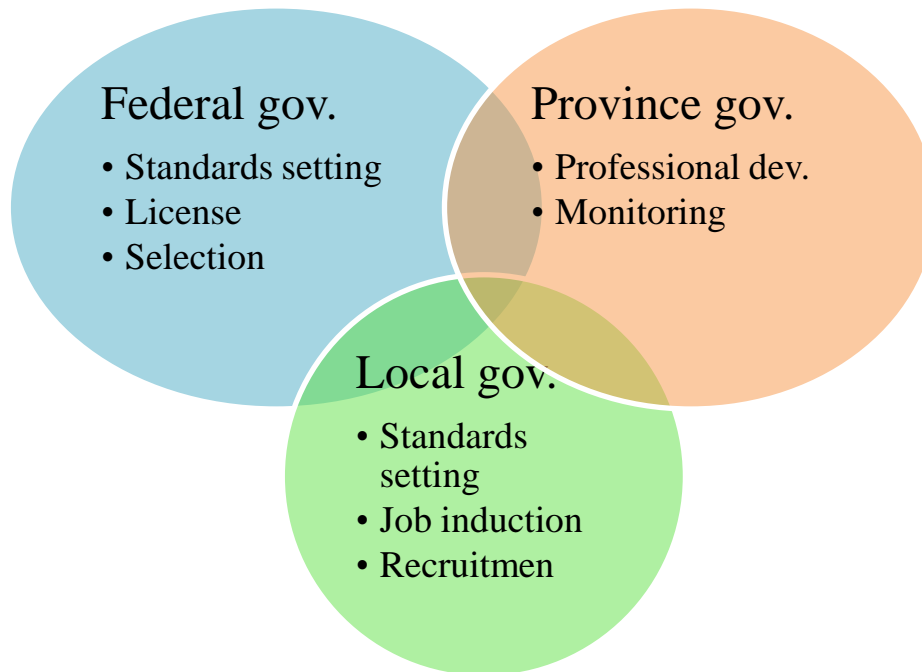 Federal gov.
• Standards setting
• License
• Selection
Province gov.
• Professional dev.
• Monitoring
Local gov.
• Standards
setting
• Job induction
• Recruitmen